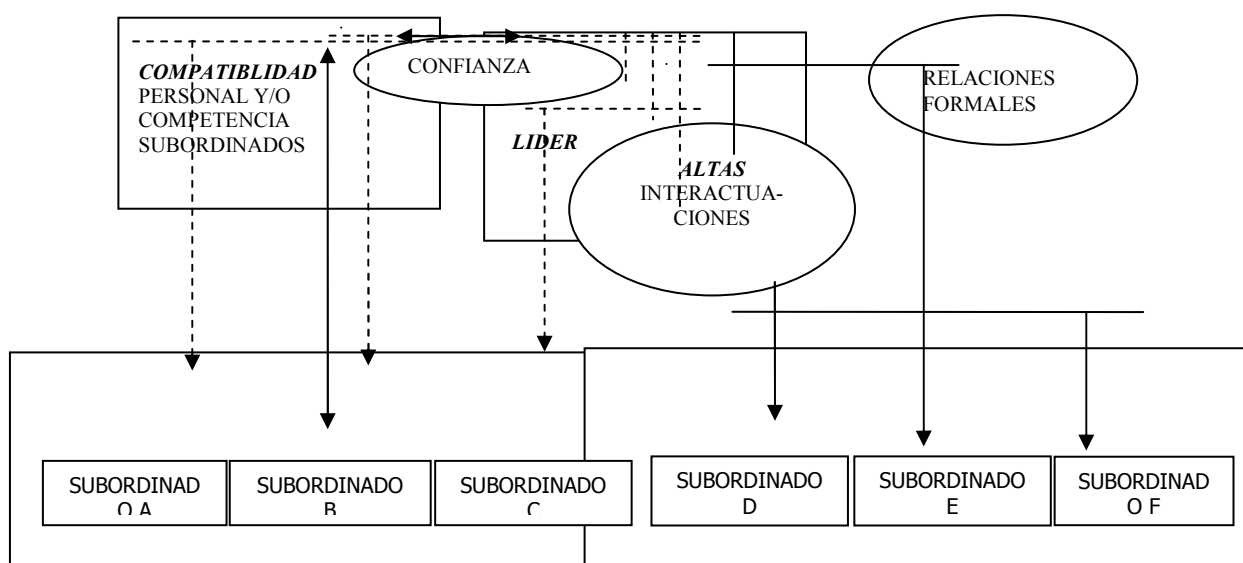 COMPATIBLIDAD
PERSONAL Y/O
COMPETENCIA
SUBORDINADOS
CONFIANZA
LIDER
ALTAS
INTERACTUA-
CIONES
RELACIONES
FORMALES
SUBORDINAD
O A
SUBORDINADO
B
SUBORDINADO
C
SUBORDINADO
D
SUBORDINADO
E
SUBORDINAD
O F